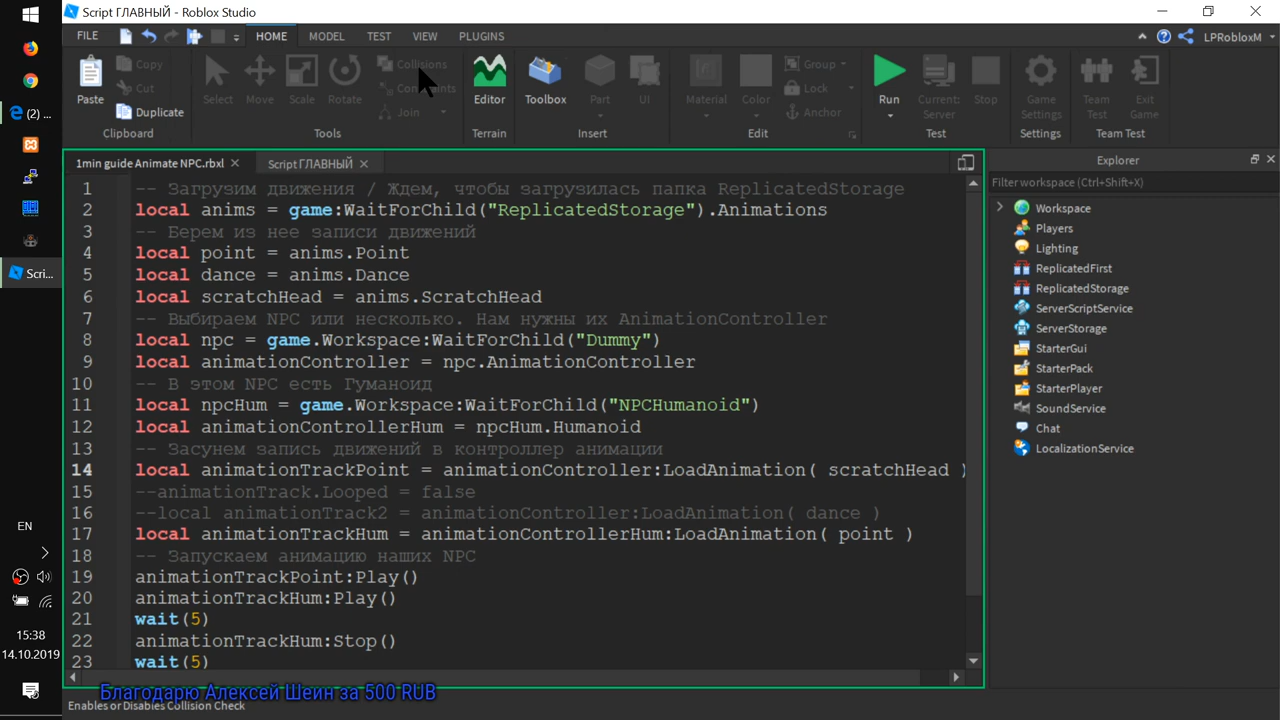 Script ГЛАВНЫЙ - Roblox Studio
FILE HOME MODEL TEST VIEW PLUGINS LPRobloxM
Paste Copy Cut Duplicate Clipboard
Select Move Scale Rotate Collisions Join Tools
Editor Terrain
Toolbox Part UI Insert
Material Color Group Lock Anchor Edit
Run Current: Server Stop Test
Game Settings Settings
Team Test Exit Game Team Test
1min guide Animate NPC.rbxl Script ГЛАВНЫЙ
1 -- Загрузим движения / Ждем, чтобы загрузилась папка ReplicatedStorage
2 local anims = game:WaitForChild("ReplicatedStorage").Animations
3 -- Берем из нее записи движений
4 local point = anims.Point
5 local dance = anims.Dance
6 local scratchHead = anims.ScratchHead
7 -- Выбираем NPC или несколько. Нам нужны их AnimationController
8 local npc = game.Workspace:WaitForChild("Dummy")
9 local animationController = npc.AnimationController
10 -- В этом NPC есть Гуманоид
11 local npcHum = game.Workspace:WaitForChild("NPCHumanoid")
12 local animationControllerHum = npcHum.Humanoid
13 -- Засунем запись движений в контроллер анимации
14 local animationTrackPoint = animationController:LoadAnimation( scratchHead )
15 --animationTrack.Looped = false
16 --local animationTrack2 = animationController:LoadAnimation( dance )
17 local animationTrackHum = animationControllerHum:LoadAnimation( point )
18 -- Запускаем анимацию наших NPC
19 animationTrackPoint:Play()
20 animationTrackHum:Play()
21 wait(5)
22 animationTrackHum:Stop()
23 wait(5)
Explorer
Filter workspace (Ctrl+Shift+X)
Workspace
Players
Lighting
ReplicatedFirst
ReplicatedStorage
ServerScriptService
ServerStorage
StarterGui
StarterPack
StarterPlayer
SoundService
Chat
LocalizationService
(2) ...
Scri...
EN
15:38
14.10.2019
Благодарю Алексей Шеин за 500 RUB
Enables or Disables Collision Check